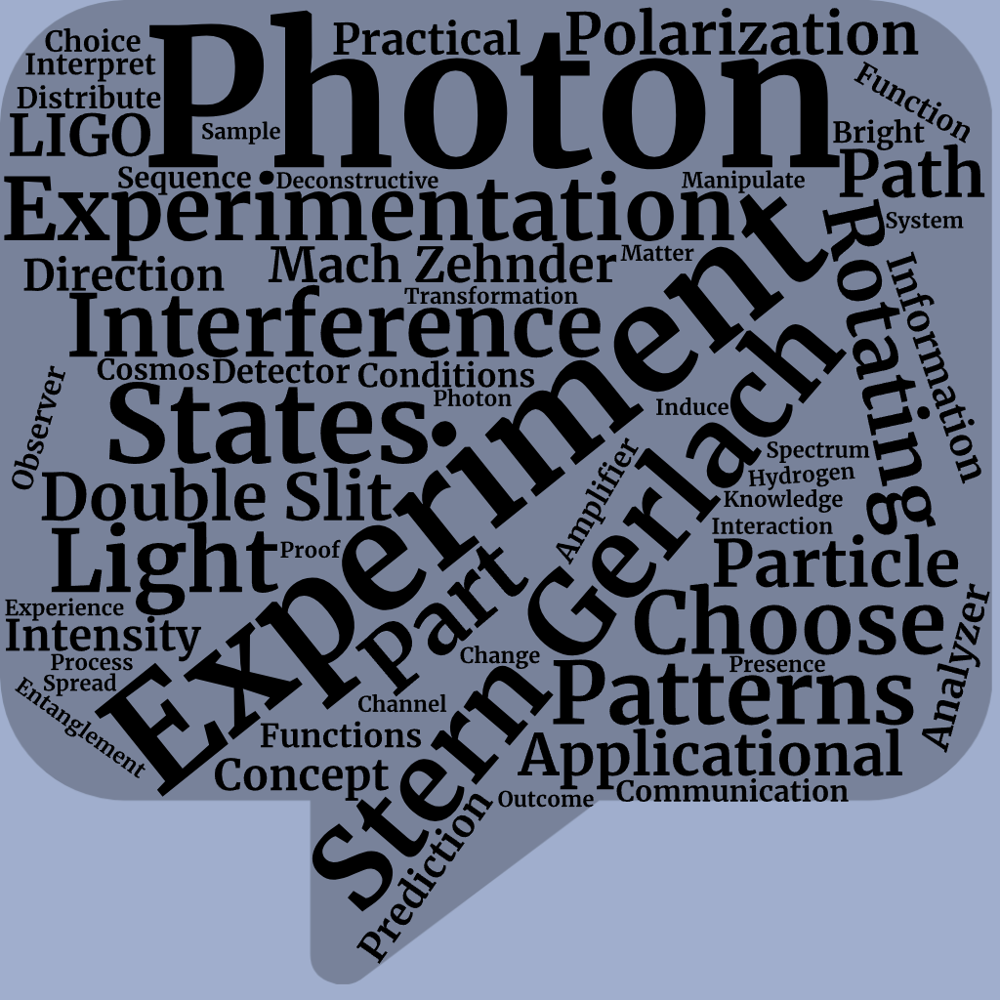 Photon
Choice
Practical
Polarization
Interpret
Distribute
Function
LIGO
Sample
Bright
Path
Sequence
Deconstructive
Manipulate
Experimentation
System
Rotating
Mach Zehnder
Matter
Direction
Information
Transformation
Interference
Experiment
Cosmos
Detector
Conditions
Photon
Observer
States
Induce
Stern Gerlach
Spectrum
Hydrogen
Double Slit
Amplifier
Knowledge
Interaction
Light
Proof
Particle
Part
Experience
Intensity
Choose
Analyzer
Process
Change
Presence
Spread
Entanglement
Patterns
Channel
Functions
Applicational
Concept
Outcome
Communication
Prediction